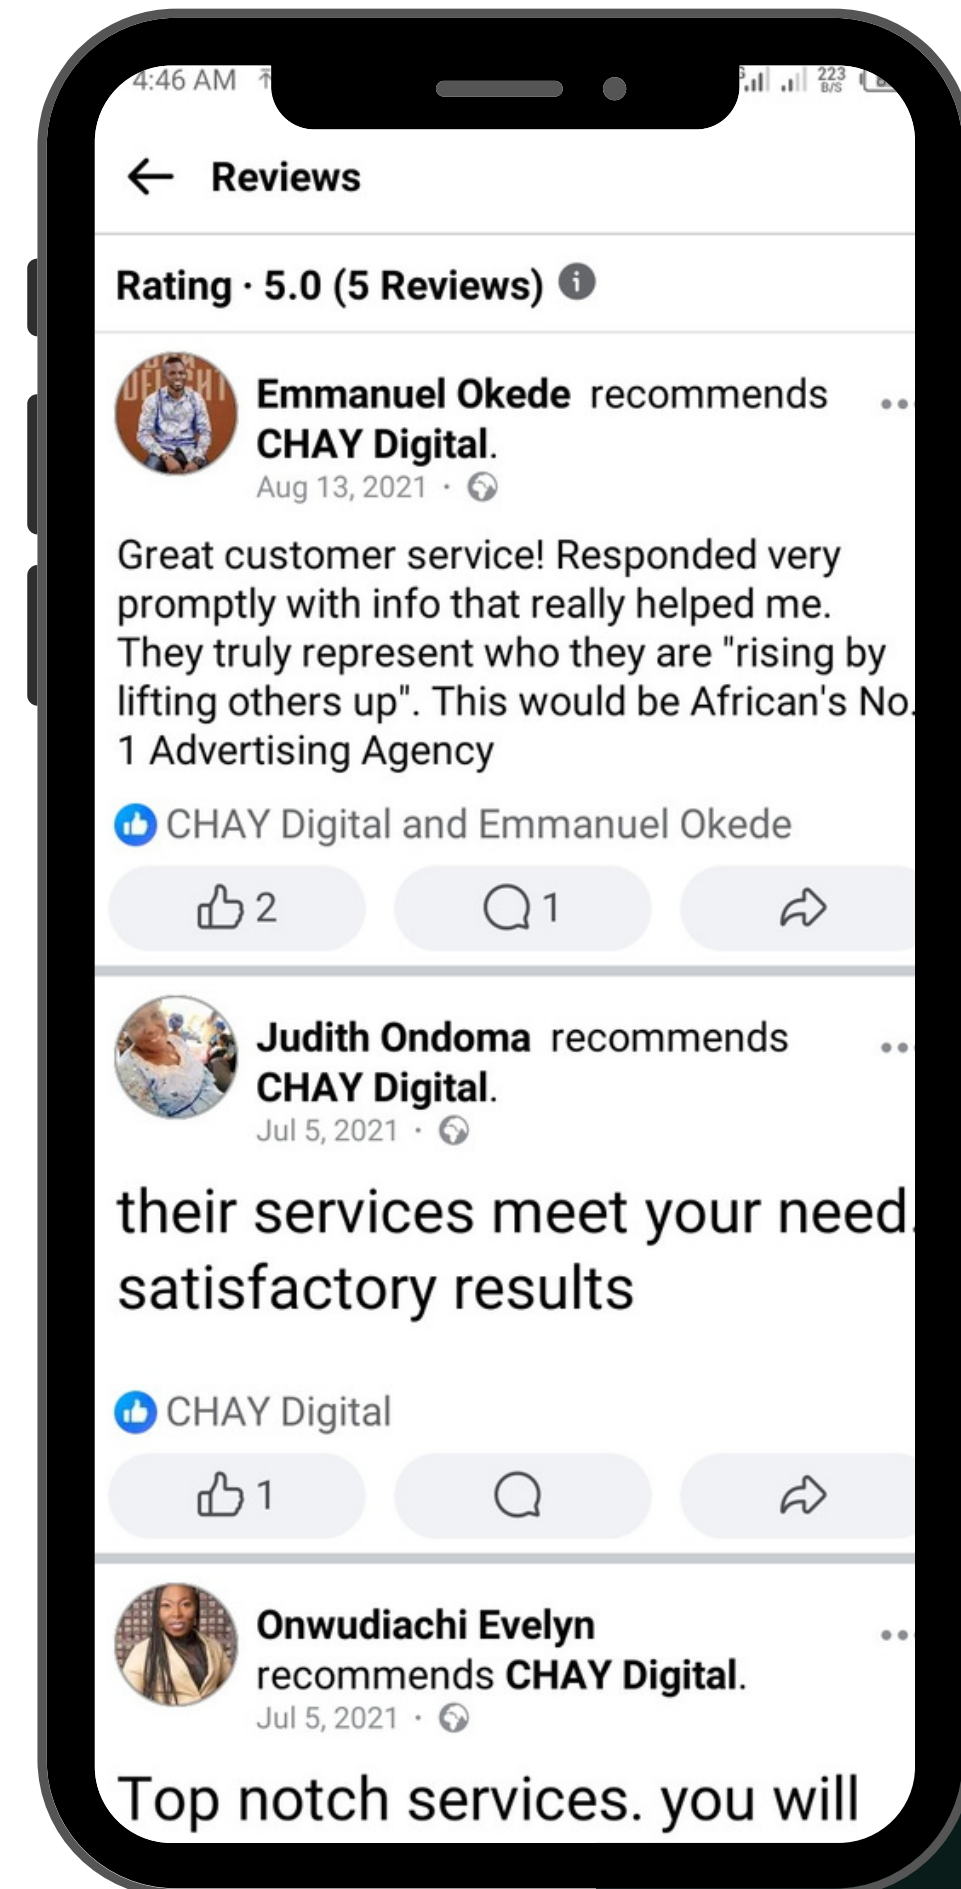 4:46 AM
223
B/S
Reviews
Rating · 5.0 (5 Reviews)
Emmanuel Okede recommends
CHAY Digital.
Aug 13, 2021 ·
Great customer service! Responded very
promptly with info that really helped me.
They truly represent who they are "rising by
lifting others up". This would be African's No.
1 Advertising Agency
CHAY Digital and Emmanuel Okede
2
1
Judith Ondoma recommends
CHAY Digital.
Jul 5, 2021 ·
their services meet your need.
satisfactory results
CHAY Digital
1
Onwudiachi Evelyn
recommends CHAY Digital.
Jul 5, 2021 ·
Top notch services. you will